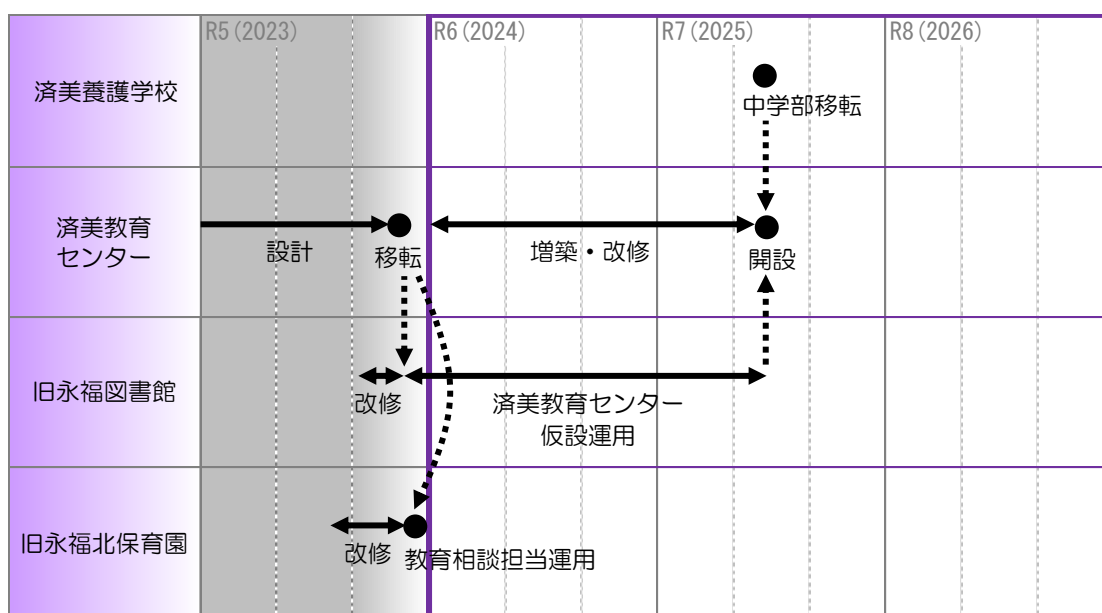 R5(2023)
R6(2024)
R7(2025)
R8(2026)
済美養護学校
中学部移転
済美教育
センター
設計
移転
増築・改修
開設
旧永福図書館
改修
済美教育センター
仮設運用
旧永福北保育園
改修
教育相談担当運用